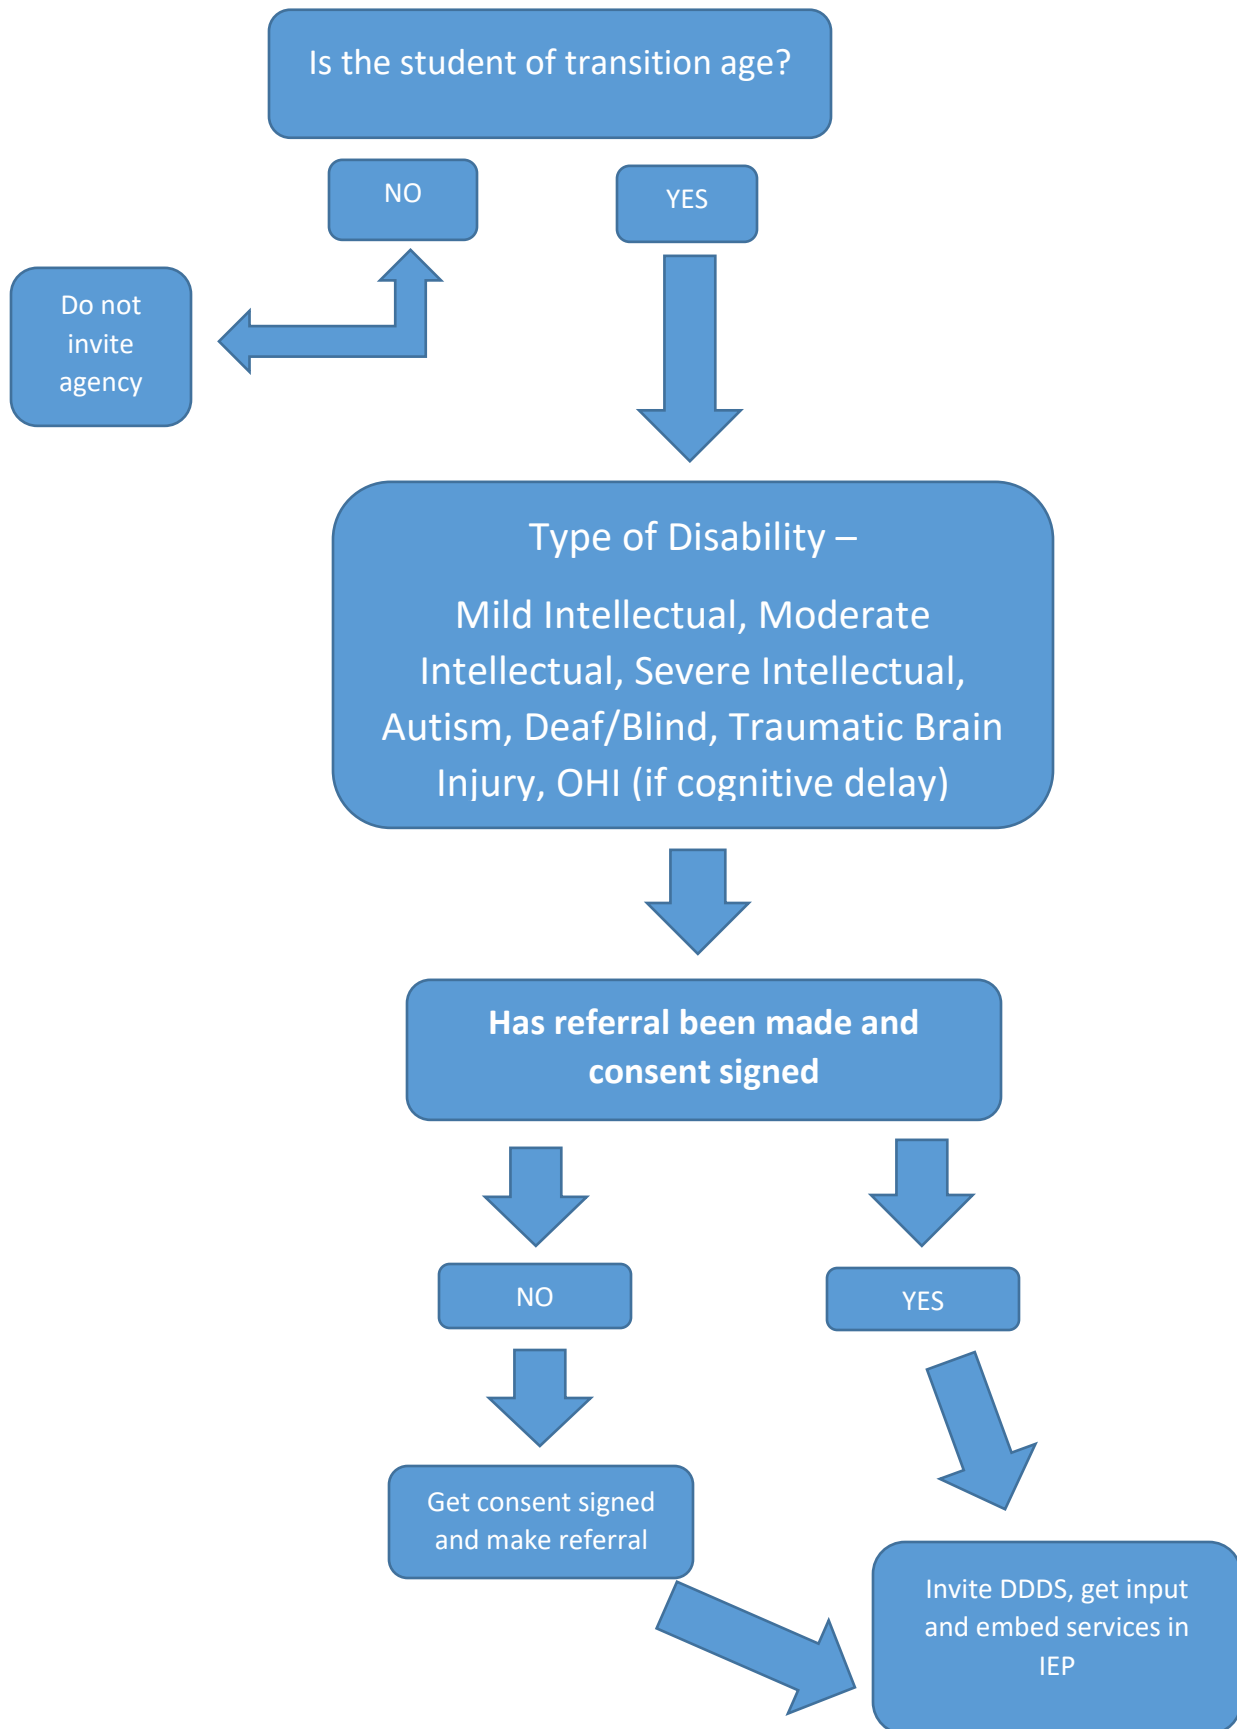 Is the student of transition age?
NO
YES
Do not
invite
agency
Type of Disability –
Mild Intellectual, Moderate
Intellectual, Severe Intellectual,
Autism, Deaf/Blind, Traumatic Brain
Injury, OHI (if cognitive delay)
Has referral been made and
consent signed
NO
YES
Get consent signed
and make referral
Invite DDDS, get input
and embed services in
IEP